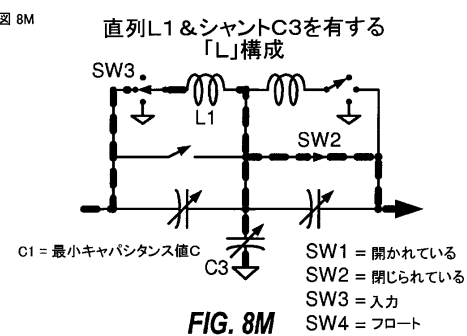 図 8M
直列L1&シャントC3を有する
「L」構成
SW3
L1
SW2
C1 = 最小キャパシタンス値C
C3
SW1 = 開かれている
SW2 = 閉じられている
SW3 = 入力
SW4 = フロート
FIG. 8M